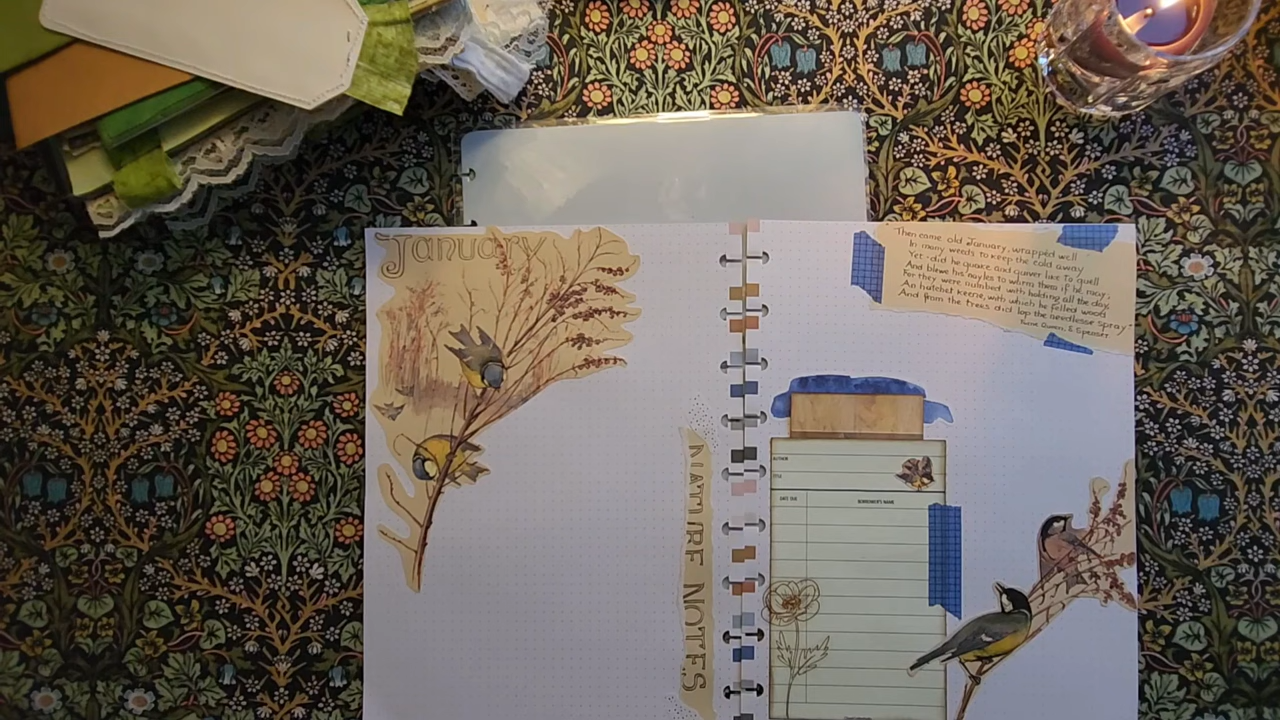 January
NATURE NOTES
Then came old January, wrapped well
In many weeds to keep the cold away
Yet did he quake and quiver like to quell
And blowe his nayles to warm them if he may;
For they were numbed with holding all the day
An hatchet keene, with which he felled wood
And from the trees did lop the needlesse spray"
Faerie Queen, E. Spenser
AUTHOR
TITLE
DATE DUE BORROWER'S NAME